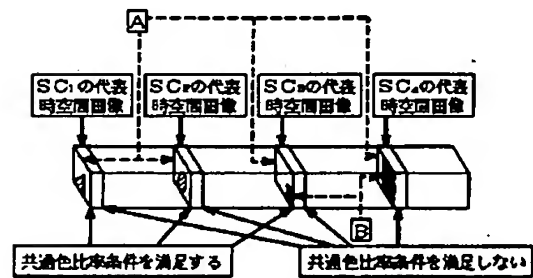 A
SC₁の代表
時空間画像
SC₂の代表
時空間画像
SC₃の代表
時空間画像
SC₄の代表
時空間画像
B
共通色比率条件を満足する
共通色比率条件を満足しない